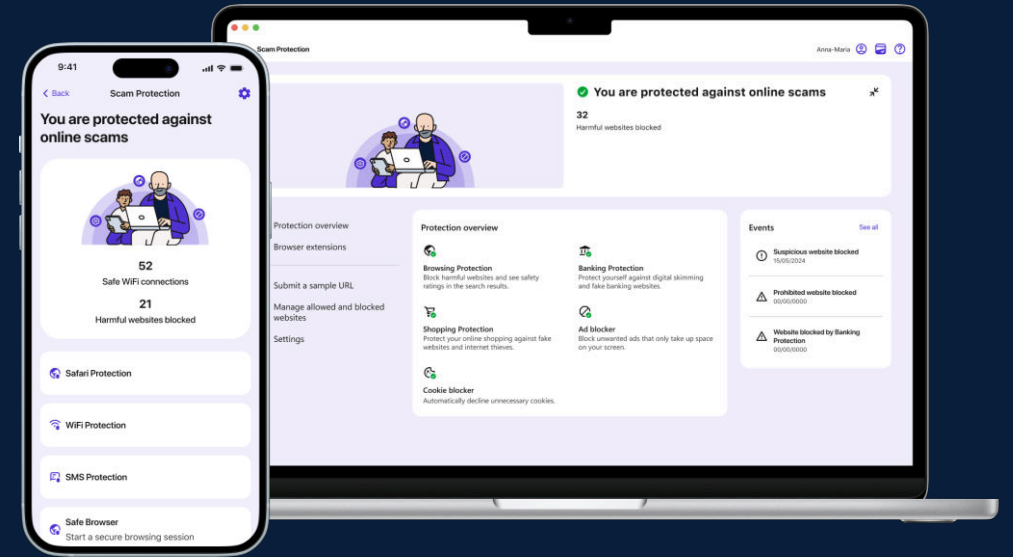 9:41
Back
Scam Protection
You are protected against
online scams
52
Safe WiFi connections
21
Harmful websites blocked
Safari Protection
WiFi Protection
SMS Protection
Safe Browser
Start a secure browsing session
Scam Protection
Anna-Maria
You are protected against online scams
32
Harmful websites blocked
Protection overview
Browser extensions
Submit a sample URL
Manage allowed and blocked
websites
Settings
Protection overview
Browsing Protection
Block harmful websites and see safety
ratings in the search results.
Banking Protection
Protect yourself against digital skimming
and fake banking websites.
Shopping Protection
Protect your online shopping against fake
websites and internet thieves.
Ad blocker
Block unwanted ads that only take up space
on your screen.
Cookie blocker
Automatically decline unnecessary cookies.
Events
See all
Suspicious website blocked
15/05/2024
Prohibited website blocked
00/00/0000
Website blocked by Banking
Protection
00/00/0000